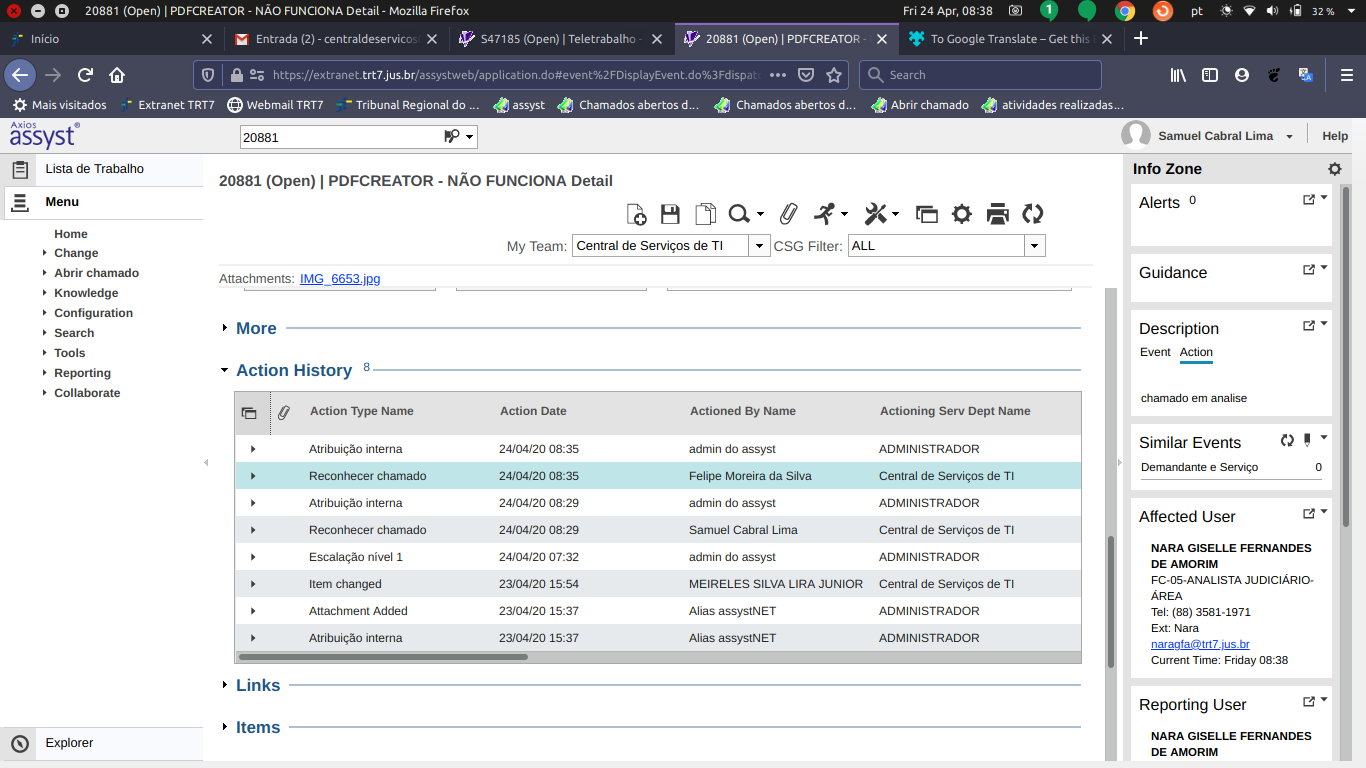 20881 (Open) | PDFCREATOR - NÃO FUNCIONA Detail - Mozilla Firefox
Fri 24 Apr, 08:38
1
pt
32 %
Início
Entrada (2) - centraldeservicos
S47185 (Open) | Teletrabalho -
20881 (Open) | PDFCREATOR -
To Google Translate – Get this E
https://extranet.trt7.jus.br/assystweb/application.do#event%2FDisplayEvent.do%3Fdispatc
Search
Mais visitados
Extranet TRT7
Webmail TRT7
Tribunal Regional do ...
assyst
Chamados abertos d...
Chamados abertos d...
Abrir chamado
atividades realizadas...
Axios
assyst®
20881
Samuel Cabral Lima
Help
Lista de Trabalho
Menu
Home
Change
Abrir chamado
Knowledge
Configuration
Search
Tools
Reporting
Collaborate
Explorer
20881 (Open) | PDFCREATOR - NÃO FUNCIONA Detail
My Team: Central de Serviços de TI CSG Filter: ALL
Attachments: IMG_6653.jpg
More
Action History 8
Action Type Name Action Date Actioned By Name Actioning Serv Dept Name
Atribuição interna 24/04/20 08:35 admin do assyst ADMINISTRADOR
Reconhecer chamado 24/04/20 08:35 Felipe Moreira da Silva Central de Serviços de TI
Atribuição interna 24/04/20 08:29 admin do assyst ADMINISTRADOR
Reconhecer chamado 24/04/20 08:29 Samuel Cabral Lima Central de Serviços de TI
Escalação nível 1 24/04/20 07:32 admin do assyst ADMINISTRADOR
Item changed 23/04/20 15:54 MEIRELES SILVA LIRA JUNIOR Central de Serviços de TI
Attachment Added 23/04/20 15:37 Alias assystNET ADMINISTRADOR
Atribuição interna 23/04/20 15:37 Alias assystNET ADMINISTRADOR
Links
Items
Info Zone
Alerts 0
Guidance
Description
Event Action
chamado em analise
Similar Events
Demandante e Serviço 0
Affected User
NARA GISELLE FERNANDES
DE AMORIM
FC-05-ANALISTA JUDICIÁRIO-
ÁREA
Tel: (88) 3581-1971
Ext: Nara
naragfa@trt7.jus.br
Current Time: Friday 08:38
Reporting User
NARA GISELLE FERNANDES
DE AMORIM